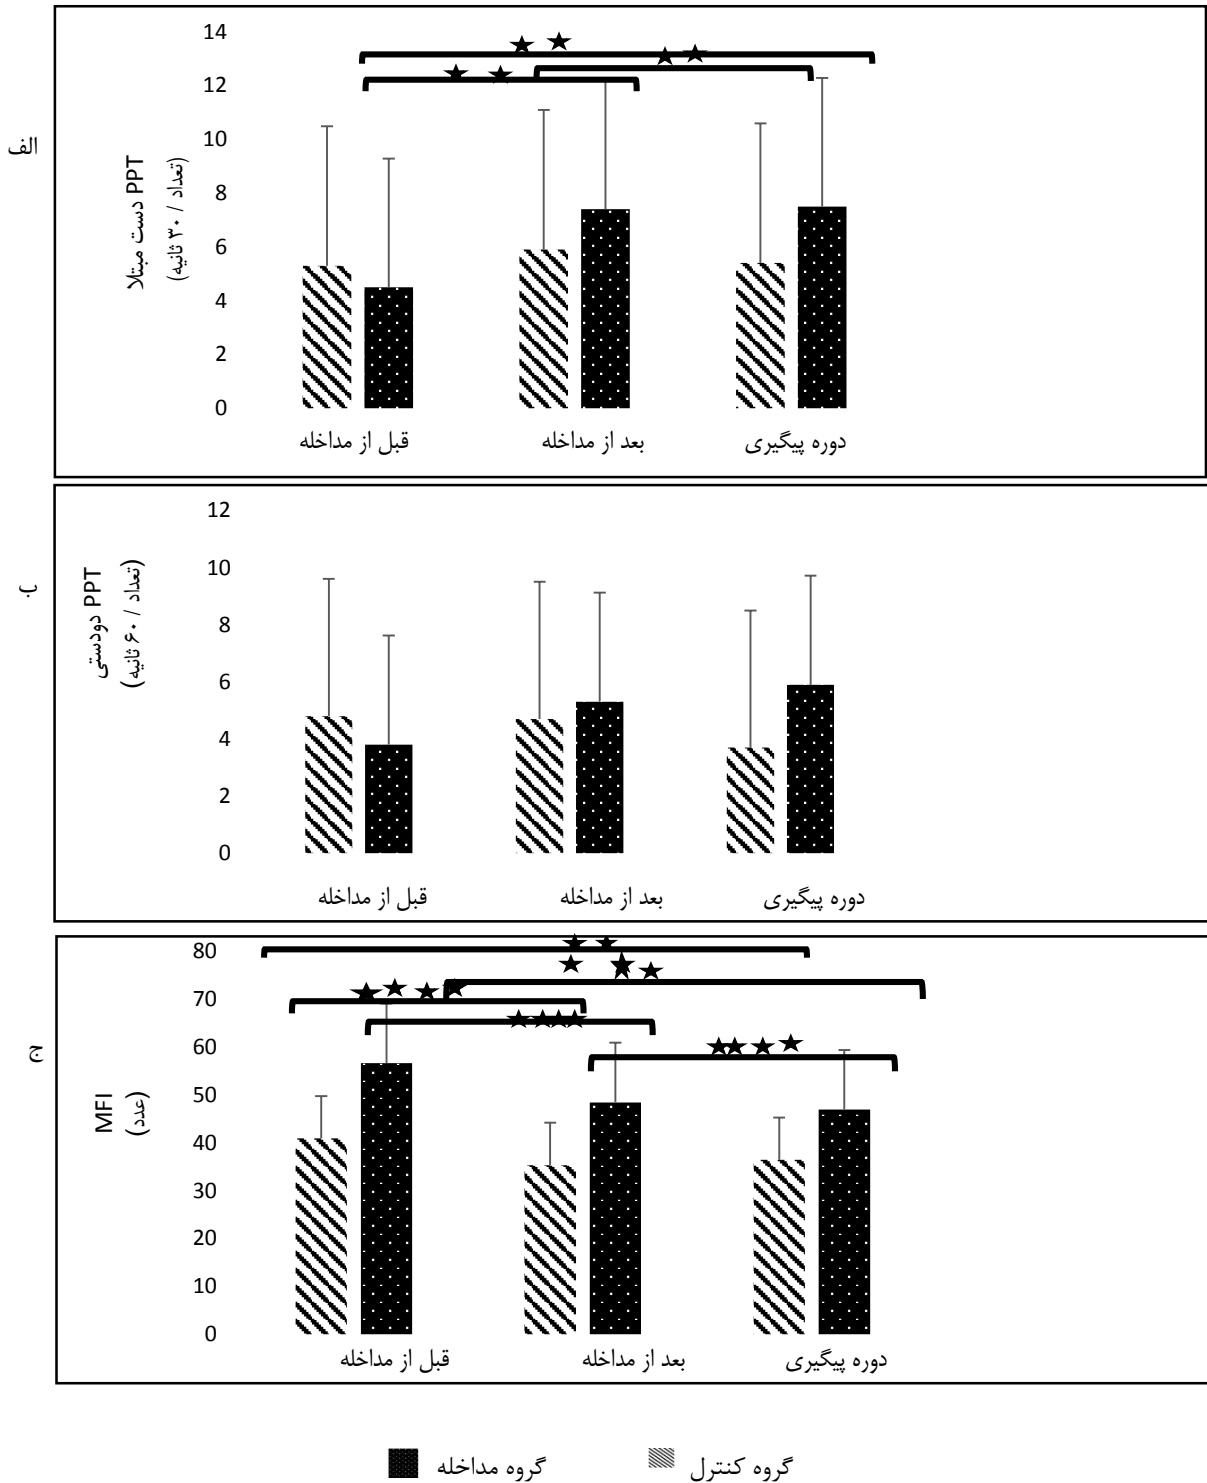 الف
PPT دست مبتلا
(تعداد / ۳۰ ثانیه)
14
12
10
8
6
4
2
0
قبل از مداخله
بعد از مداخله
دوره پیگیری
ب
PPT دودستی
(تعداد / ۶۰ ثانیه)
12
10
8
6
4
2
0
قبل از مداخله
بعد از مداخله
دوره پیگیری
ج
MFI
(عدد)
80
70
60
50
40
30
20
10
0
قبل از مداخله
بعد از مداخله
دوره پیگیری
گروه مداخله
گروه کنترل